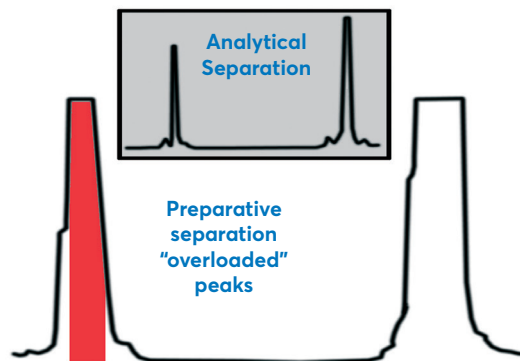 Analytical
Separation
Preparative
separation
“overloaded”
peaks